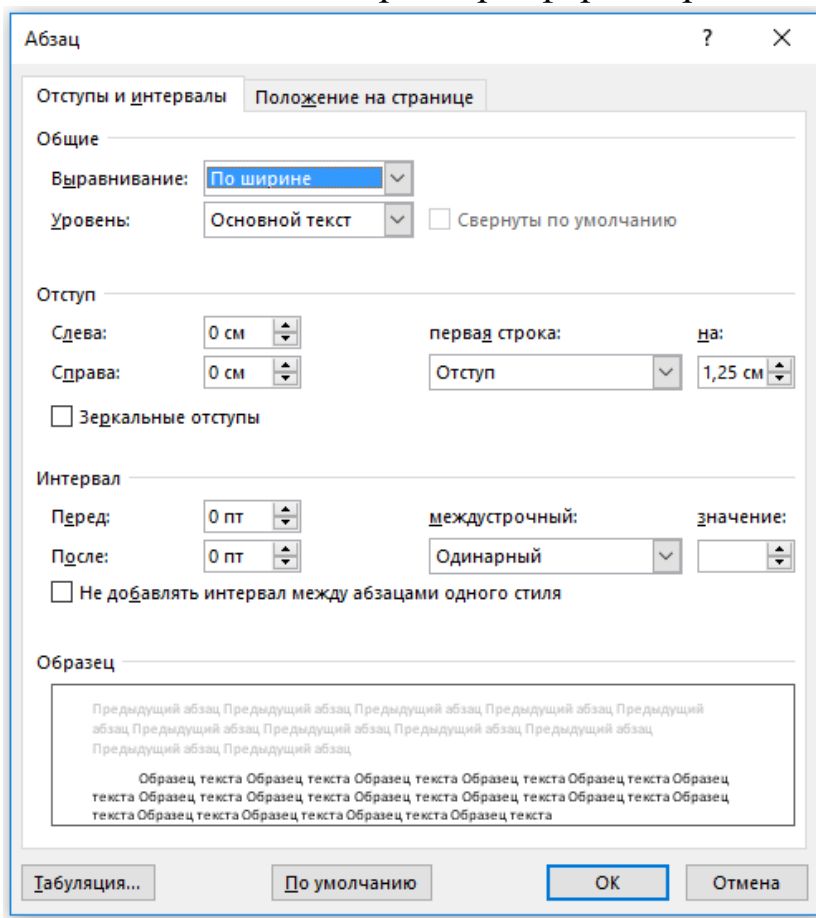 Абзац ?
Отступы и интервалы Положение на странице
Общие
Выравнивание: По ширине
Уровень: Основной текст Свернуты по умолчанию
Отступ
Слева: 0 см первая строка: на:
Справа: 0 см Отступ 1,25 см
Зеркальные отступы
Интервал
Перед: 0 пт междустрочный: значение:
После: 0 пт Одинарный
Не добавлять интервал между абзацами одного стиля
Образец
Предыдущий абзац Предыдущий абзац Предыдущий абзац Предыдущий абзац Предыдущий
абзац Предыдущий абзац Предыдущий абзац Предыдущий абзац Предыдущий абзац
Предыдущий абзац Предыдущий абзац
Образец текста Образец текста Образец текста Образец текста Образец текста Образец
текста Образец текста Образец текста Образец текста Образец текста Образец текста Образец
текста Образец текста Образец текста Образец текста Образец текста
Табуляция... По умолчанию ОК Отмена